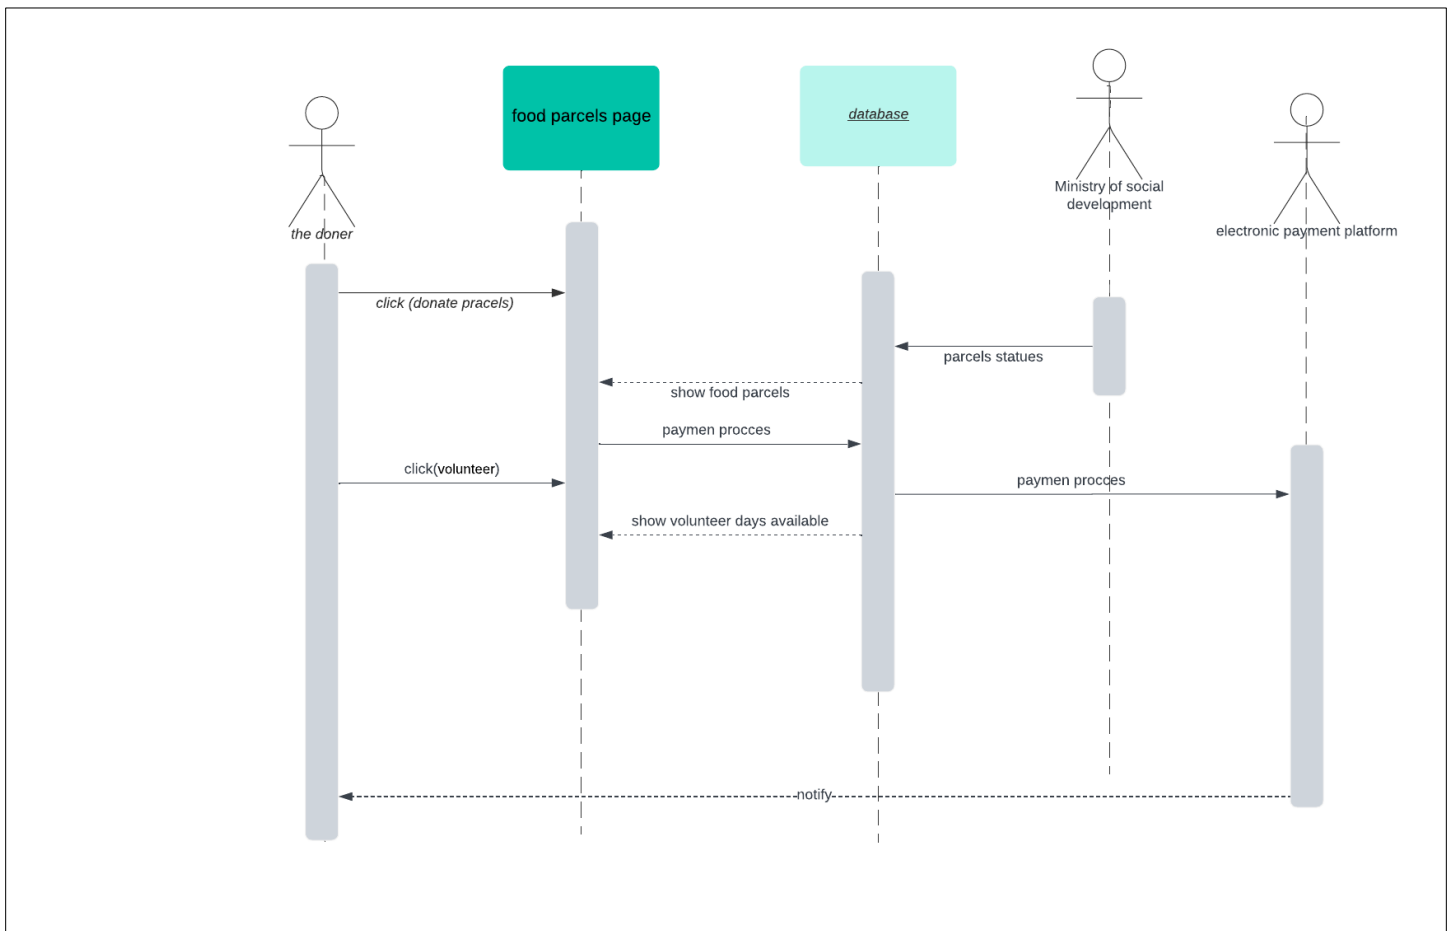 food parcels page
database
Ministry of social
development
the doner
electronic payment platform
click (donate pracels)
parcels statues
show food parcels
paymen procces
click(volunteer)
paymen procces
show volunteer days available
notify